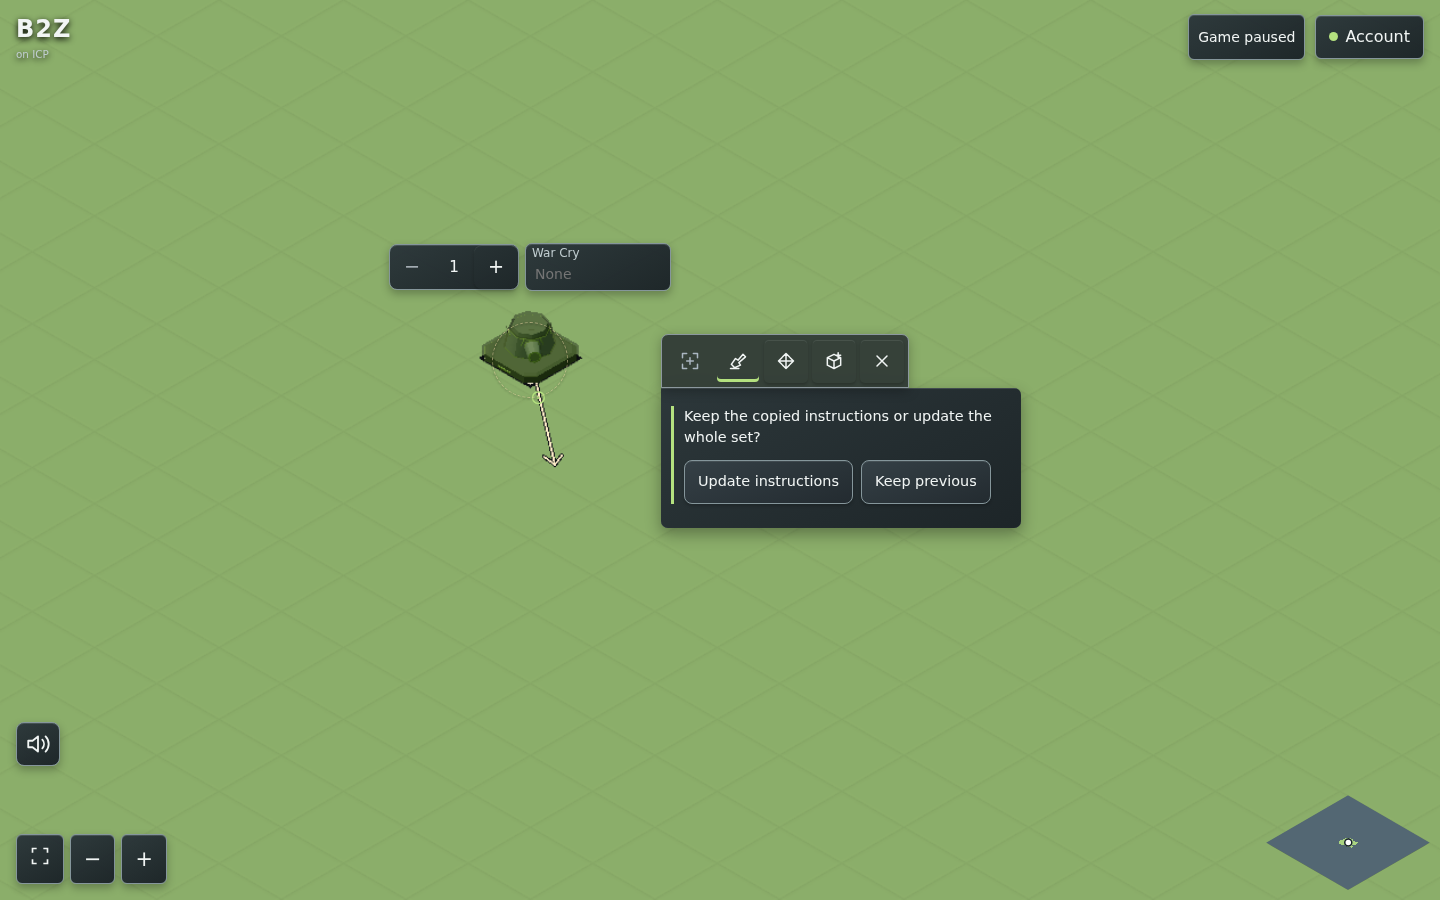 B2Z
on ICP
Game paused
Account
1
War Cry
None
Keep the copied instructions or update the
whole set?
Update instructions
Keep previous